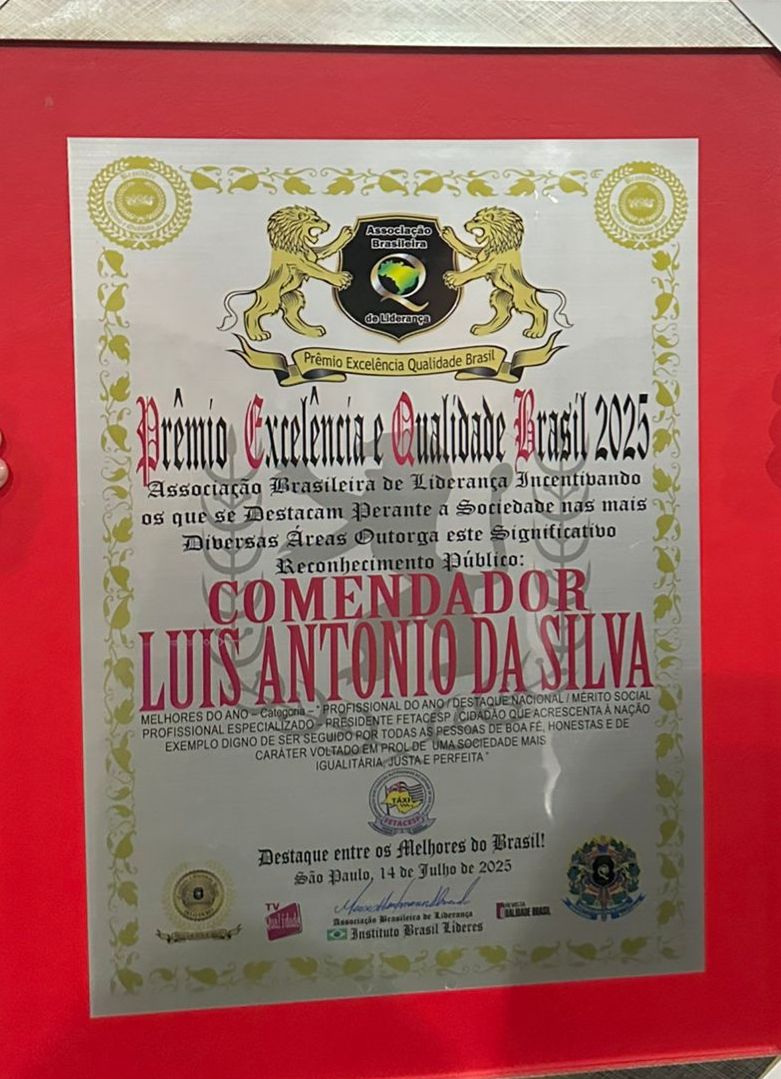 Associação
Brasileira
Q
de Liderança
Prêmio Excelência Qualidade Brasil
Prêmio Excelência e Qualidade Brasil 2025
Associação Brasileira de Liderança Incentivando
os que se Destacam Perante a Sociedade nas mais
Diversas Áreas Outorga este Significativo
Reconhecimento Público:
COMENDADOR
LUIS ANTONIO DA SILVA
MELHORES DO ANO – Categoria – " PROFISSIONAL DO ANO / DESTAQUE NACIONAL / MÉRITO SOCIAL
PROFISSIONAL ESPECIALIZADO – PRESIDENTE FETACESP / CIDADÃO QUE ACRESCENTA À NAÇÃO
EXEMPLO DIGNO DE SER SEGUIDO POR TODAS AS PESSOAS DE BOA FÉ, HONESTAS E DE
CARÁTER VOLTADO EM PROL DE UMA SOCIEDADE MAIS
IGUALITÁRIA, JUSTA E PERFEITA "
TÁXI
FETACESP
Destaque entre os Melhores do Brasil!
São Paulo, 14 de Julho de 2025
TV
Qualidade
Associação Brasileiro de Liderança
Instituto Brasil Líderes
QUALIDADE BRASIL